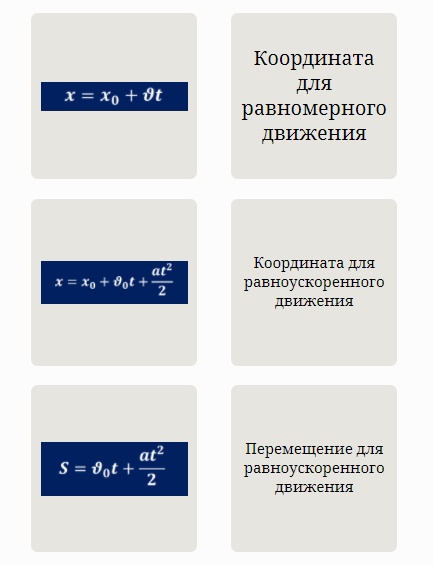 x = x₀ + ϑt
Координата
для
равномерного
движения
x = x₀ + ϑ₀t + at²/2
Координата для
равноускоренного
движения
S = ϑ₀t + at²/2
Перемещение для
равноускоренного
движения